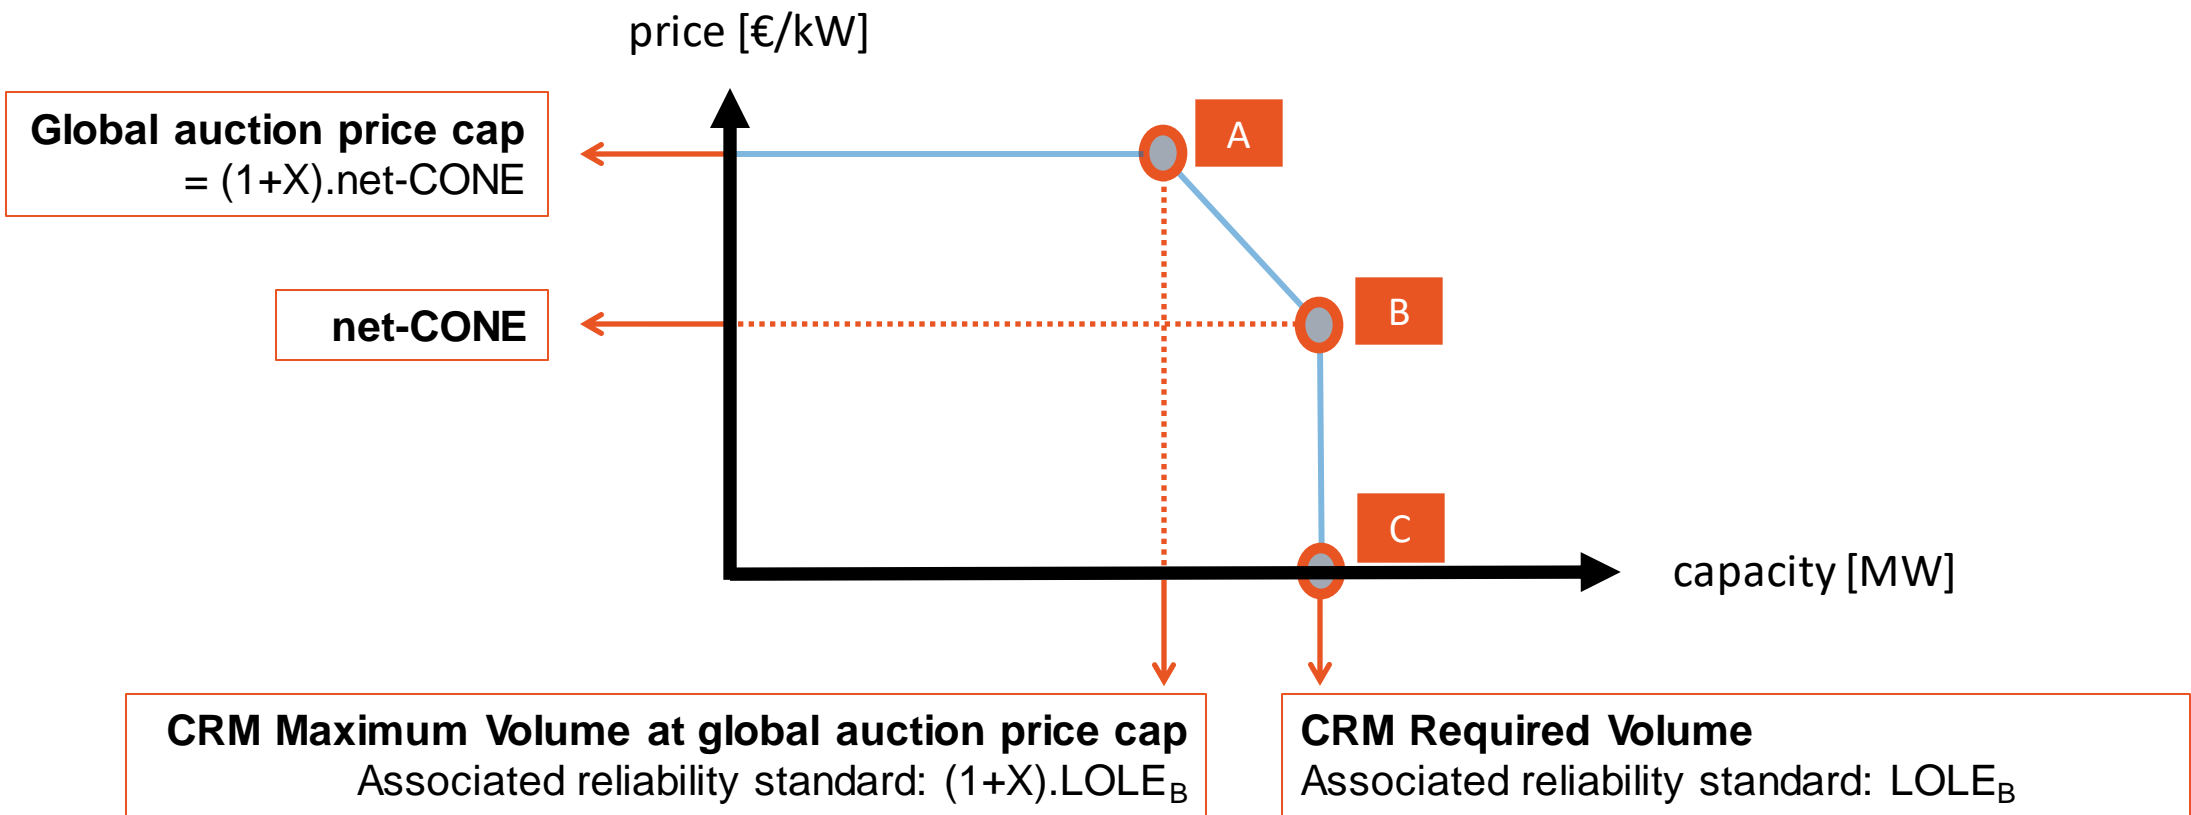 price [€/kW]
Global auction price cap
= (1+X).net-CONE
A
B
net-CONE
C
capacity [MW]
CRM Maximum Volume at global auction price cap
Associated reliability standard: (1+X).LOLEB
CRM Required Volume
Associated reliability standard: LOLEB